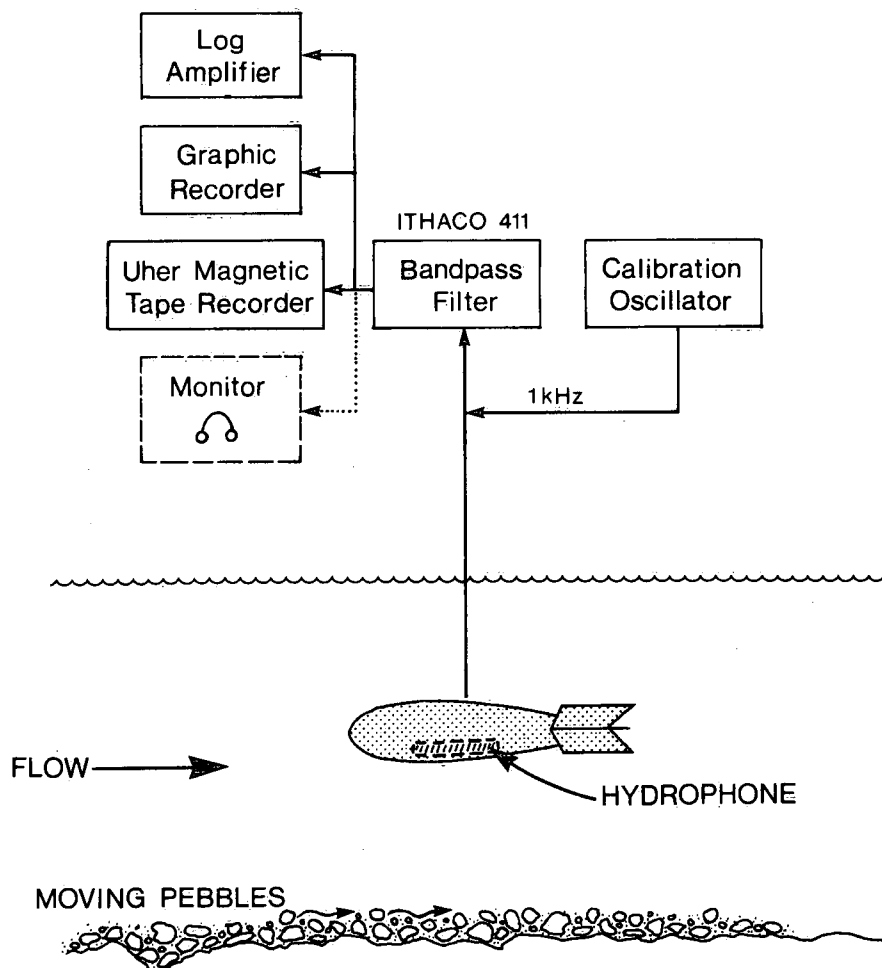 Log
Amplifier
Graphic
Recorder
ITHACO 411
Uher Magnetic
Tape Recorder
Bandpass
Filter
Calibration
Oscillator
Monitor
1kHz
FLOW
HYDROPHONE
MOVING PEBBLES